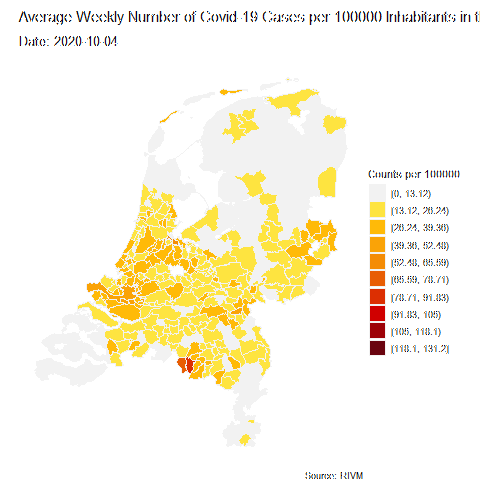 Average Weekly Number of Covid-19 Cases per 100000 Inhabitants in t
Date: 2020-10-04
Counts per 100000
[0, 13.12)
[13.12, 26.24)
[26.24, 39.36)
[39.36, 52.48)
[52.48, 65.59)
[65.59, 78.71)
[78.71, 91.83)
[91.83, 105)
[105, 118.1)
[118.1, 131.2]
Source: RIVM